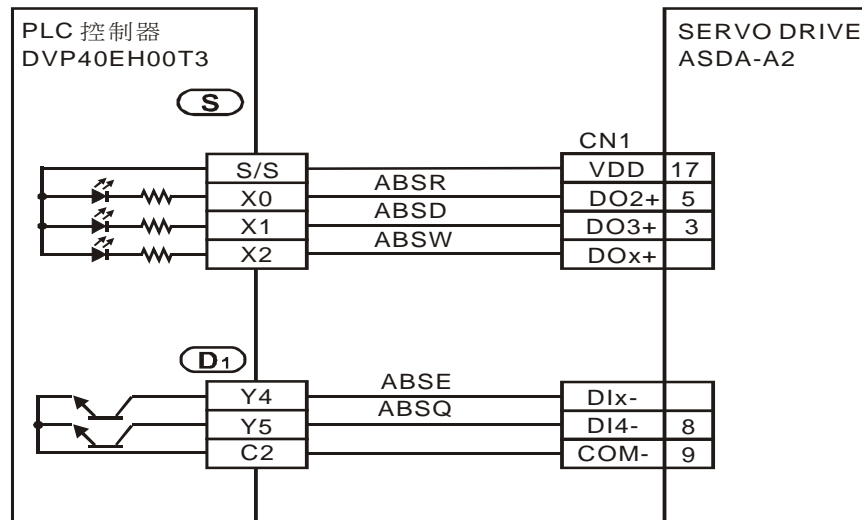 PLC 控制器
DVP40EH00T3
SERVO DRIVE
ASDA-A2
S
CN1
S/S
VDD 17
X0 ABSR DO2+ 5
X1 ABSD DO3+ 3
X2 ABSW DOx+
D1
Y4 ABSE DIx-
Y5 ABSQ DI4- 8
C2 COM- 9